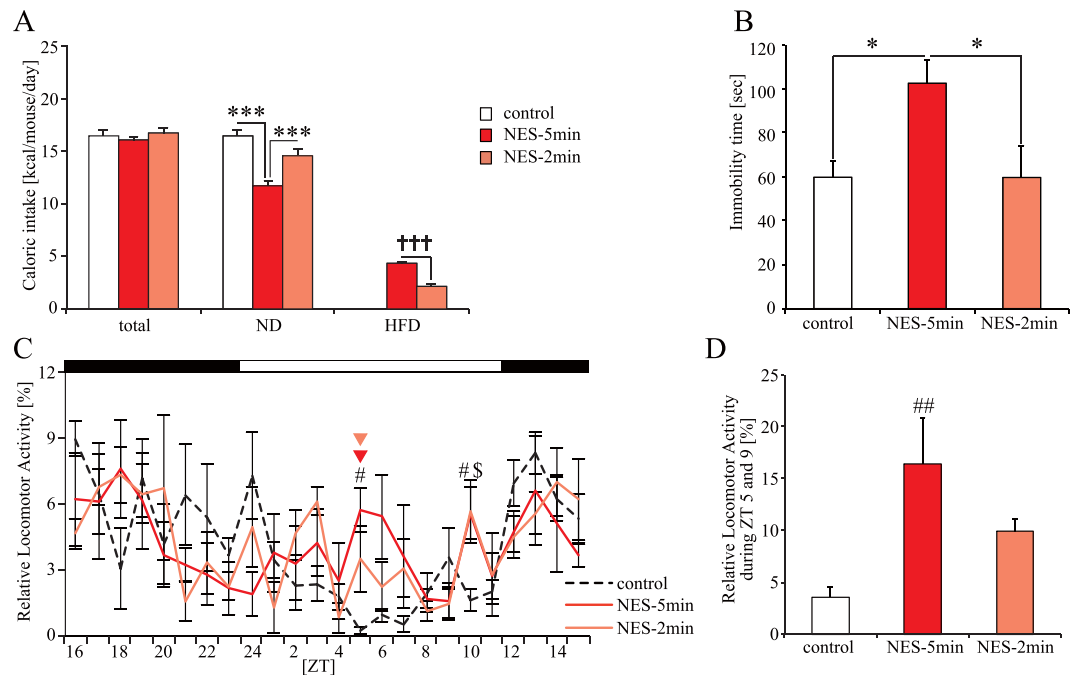 A
Caloric intake [kcal/mouse/day]
25
20
15
10
5
0
***
***
†††
total
ND
HFD
control
NES-5min
NES-2min
B
Immobility time [sec]
120
100
80
60
40
20
0
*
*
control
NES-5min
NES-2min
C
Relative Locomotor Activity [%]
12
9
6
3
0
#
#$
16 18 20 22 24 2 4 6 8 10 12 14
[ZT]
control
NES-5min
NES-2min
D
Relative Locomotor Activity
during ZT 5 and 9 [%]
25
20
15
10
5
0
##
control
NES-5min
NES-2min